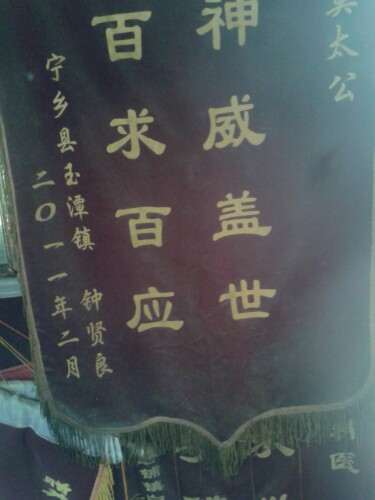 太公
神威盖世
百求百应
宁乡县玉潭镇 钟贤良
二〇一一年二月